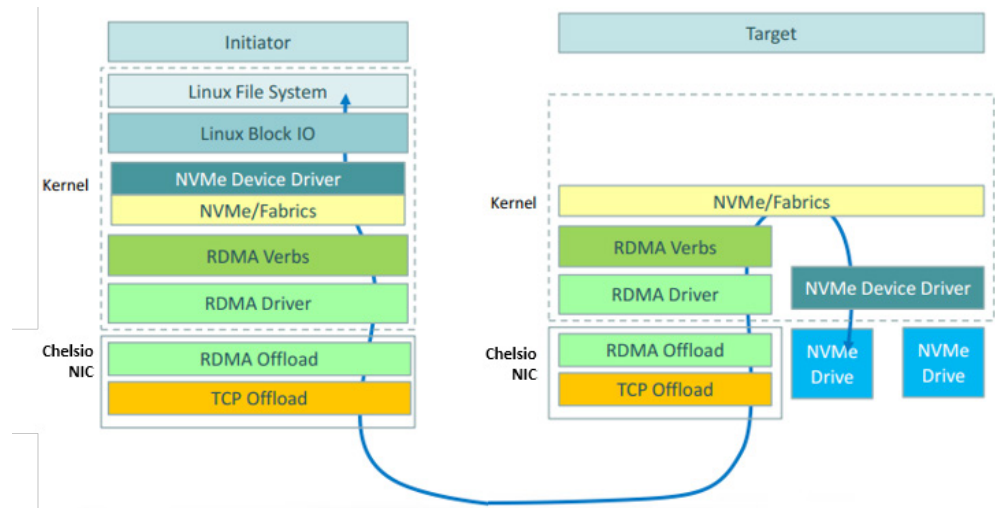 Initiator
Linux File System
Linux Block IO
NVMe Device Driver
Kernel
NVMe/Fabrics
RDMA Verbs
RDMA Driver
Chelsio
NIC
RDMA Offload
TCP Offload
Target
Kernel
NVMe/Fabrics
RDMA Verbs
RDMA Driver
NVMe Device Driver
Chelsio
NIC
RDMA Offload
TCP Offload
NVMe
Drive
NVMe
Drive